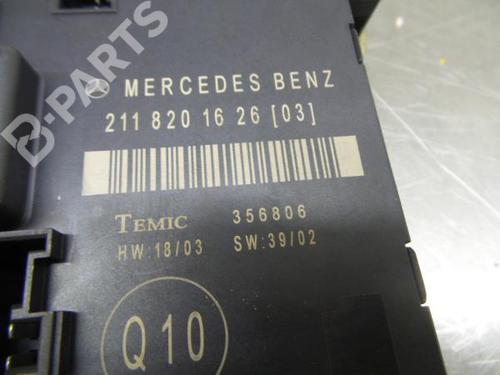 B-PARTS
MERCEDES BENZ
211 820 16 26 [03]
TEMIC 356806
HW:18/03 SW:39/02
Q10